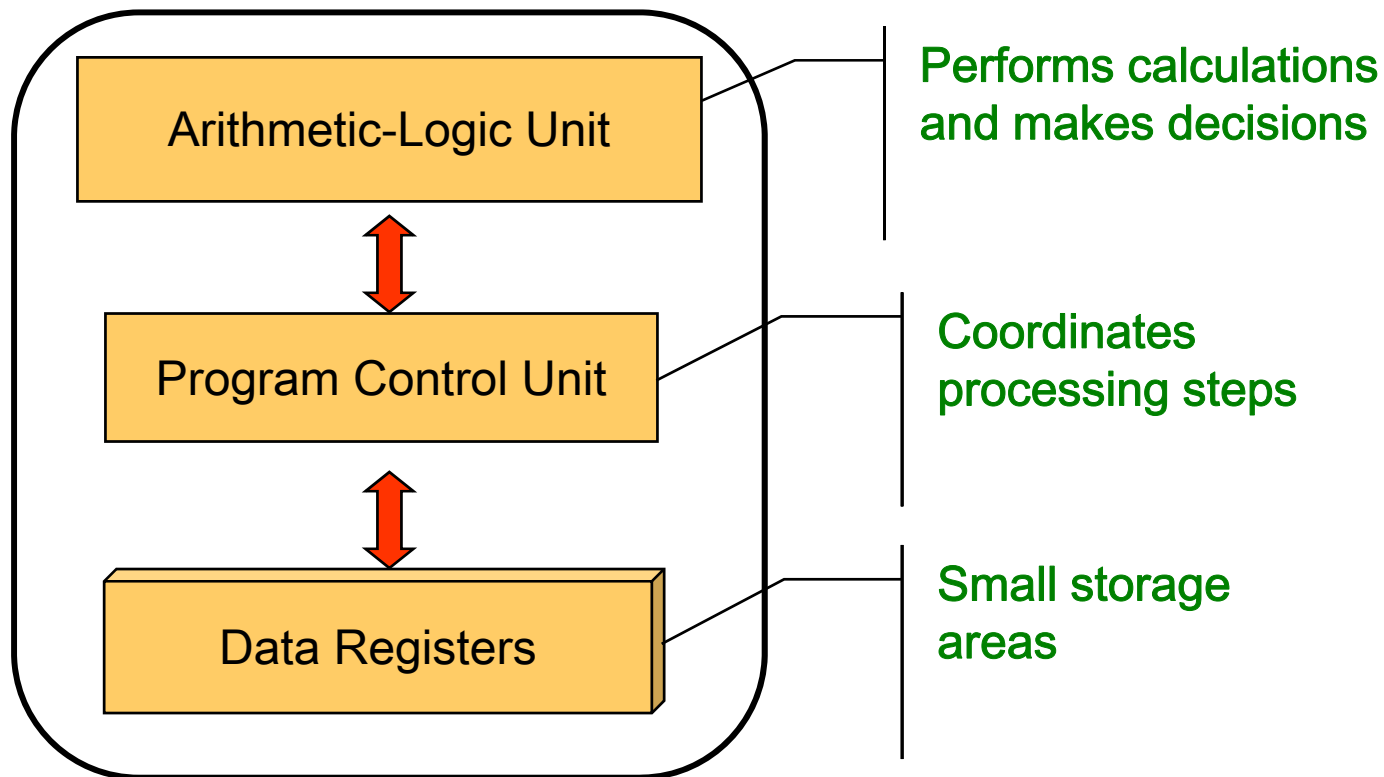 Arithmetic-Logic Unit
Performs calculations
and makes decisions
Program Control Unit
Coordinates
processing steps
Data Registers
Small storage
areas